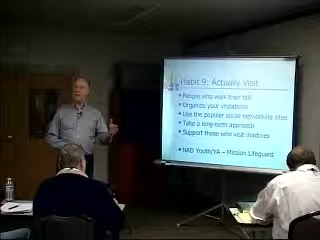 Habit 9: Actually Visit
People who walk their talk
Organize your visitations
Use the popular social networking sites
Take a long-term approach
Support those who visit inactives
NAD Youth/YA – Mission Lifeguard